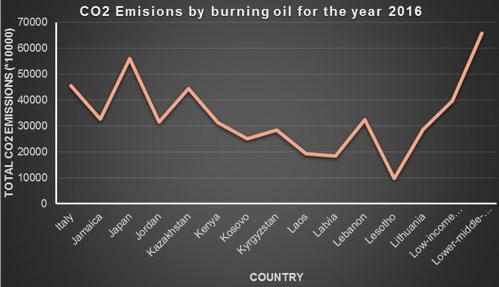 CO2 Emisions by burning oil for the year 2016
TOTAL CO2 EMISSIONS (*10000)
70000
60000
50000
40000
30000
20000
10000
0
Italy
Jamaica
Japan
Jordan
Kazakhstan
Kenya
Kosovo
Kyrgyzstan
Laos
Latvia
Lebanon
Lesotho
Lithuania
Low-income...
Lower-middle-...
COUNTRY